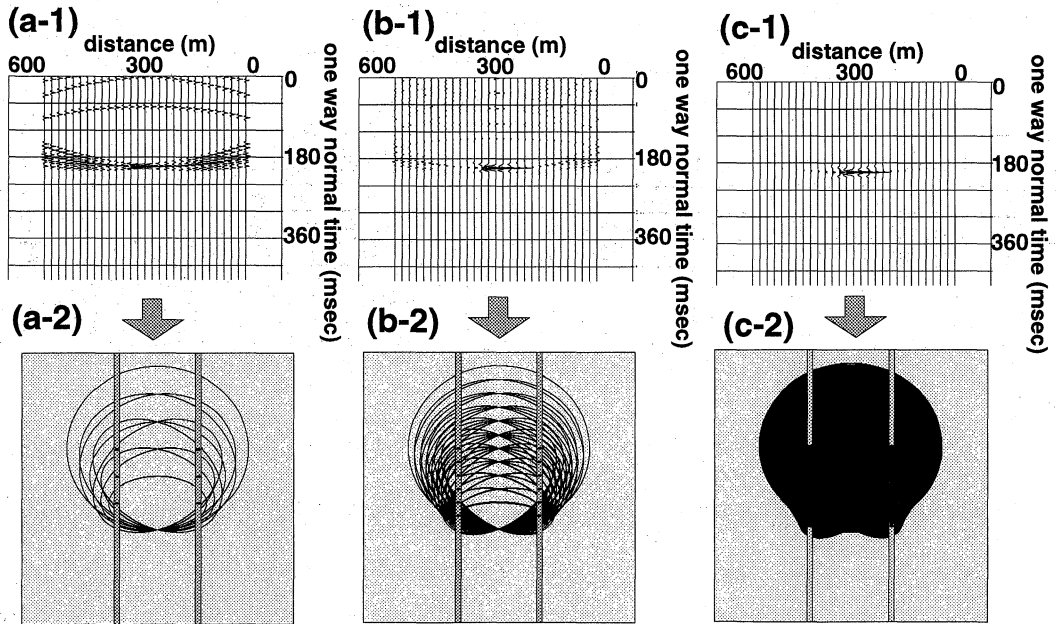 (a-1)
distance (m)
600 300 0
0
180
360
one way normal time (msec)
(b-1)
distance (m)
600 300 0
0
180
360
one way normal time (msec)
(c-1)
distance (m)
600 300 0
0
180
360
one way normal time (msec)
(a-2)
(b-2)
(c-2)